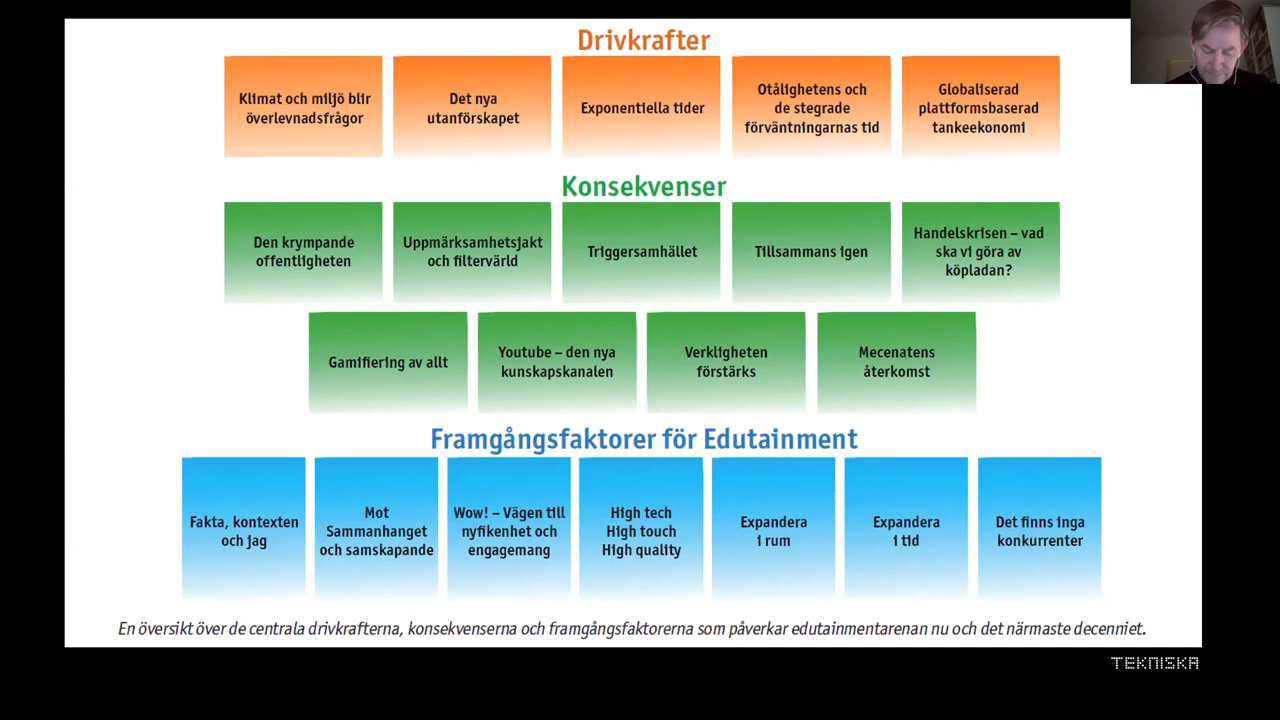 Drivkrafter
Klimat och miljö blir
överlevnadsfrågor
Det nya
utanförskapet
Exponentiella tider
Otålighetens och
de stegrade
förväntningarnas tid
Globaliserad
plattformsbaserad
tankeekonomi
Konsekvenser
Den krympande
offentligheten
Uppmärksamhetsjakt
och filtervärld
Triggersamhället
Tillsammans igen
Handelskrisen – vad
ska vi göra av
köpladan?
Gamifiering av allt
Youtube – den nya
kunskapskanalen
Verkligheten
förstärks
Mecenatens
återkomst
Framgångsfaktorer för Edutainment
Fakta, kontexten
och jag
Mot
Sammanhanget
och samskapande
Wow! – Vägen till
nyfikenhet och
engagemang
High tech
High touch
High quality
Expandera
i rum
Expandera
i tid
Det finns inga
konkurrenter
En översikt över de centrala drivkrafterna, konsekvenserna och framgångsfaktorerna som påverkar edutainmentarenan nu och det närmaste decenniet.
TEKNISKA